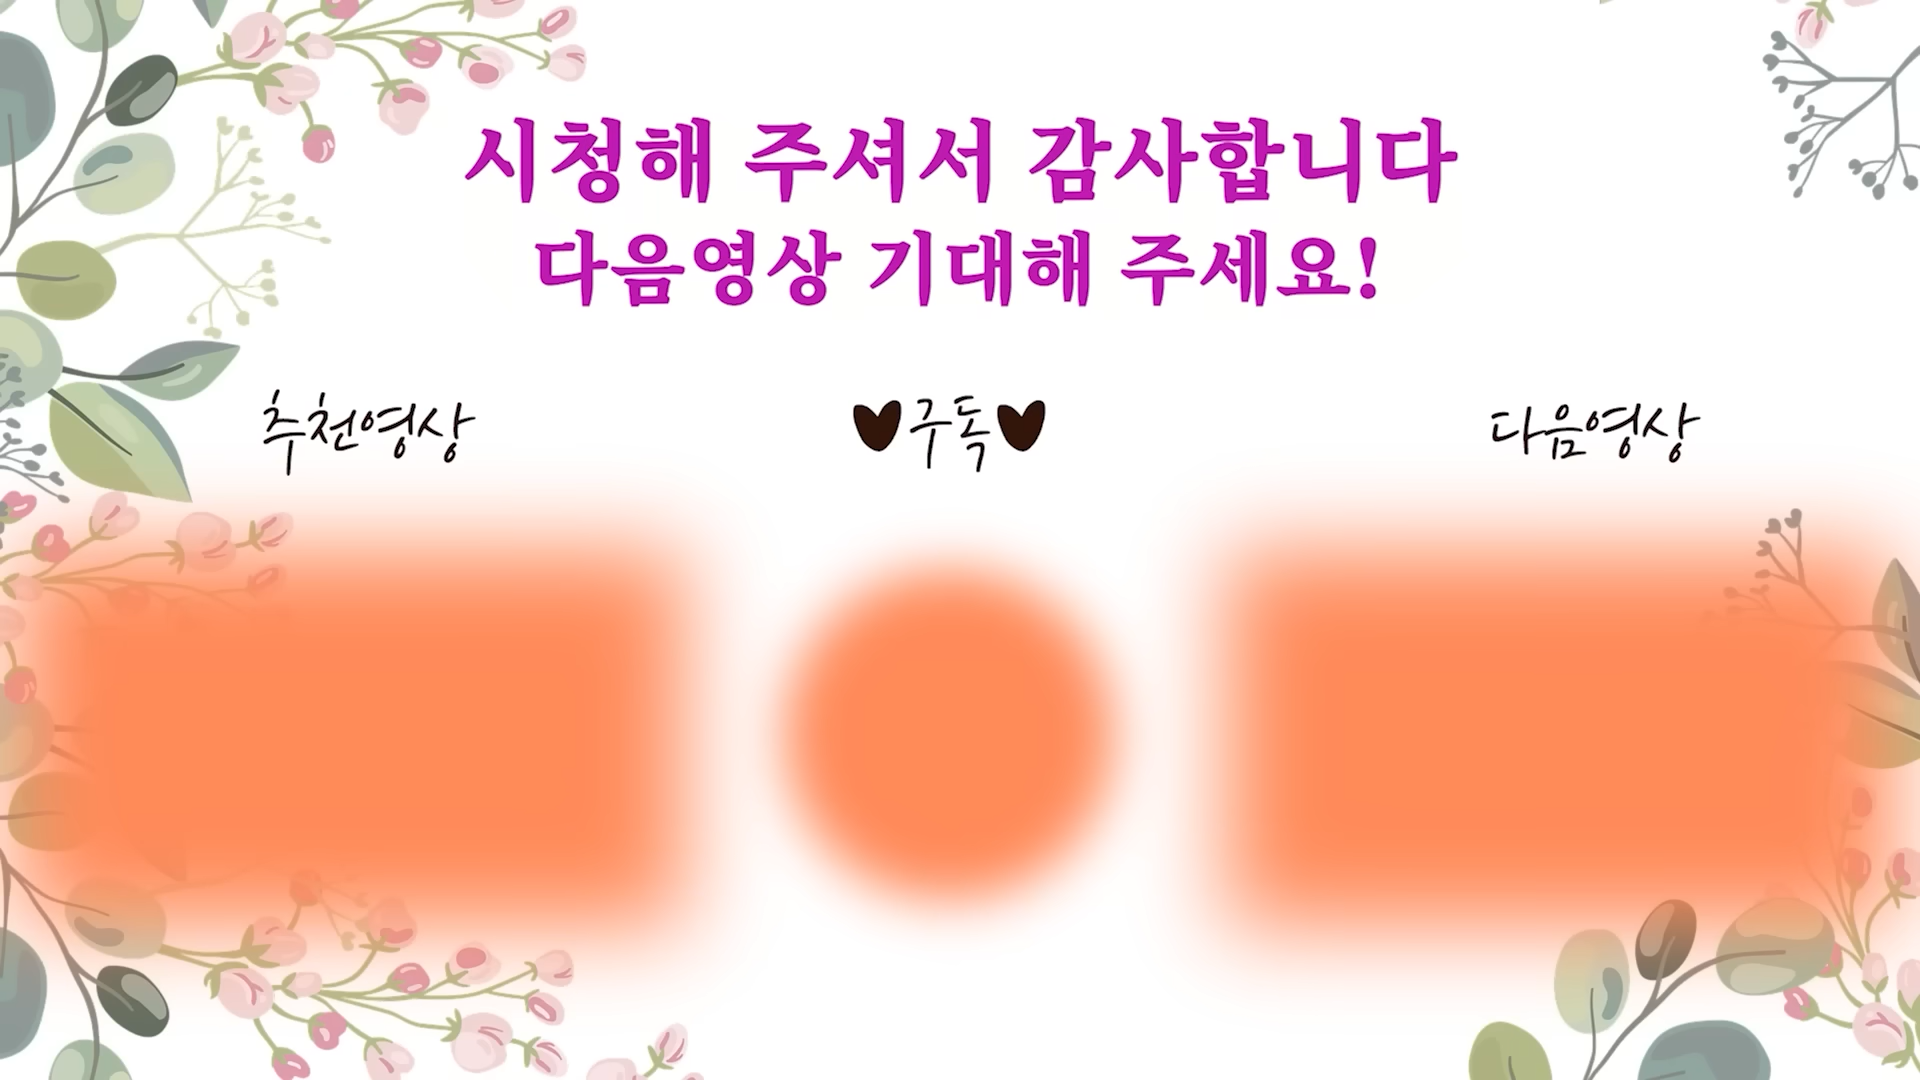 시청해 주셔서 감사합니다
다음영상 기대해 주세요!
추천영상
♥구독♥
다음영상